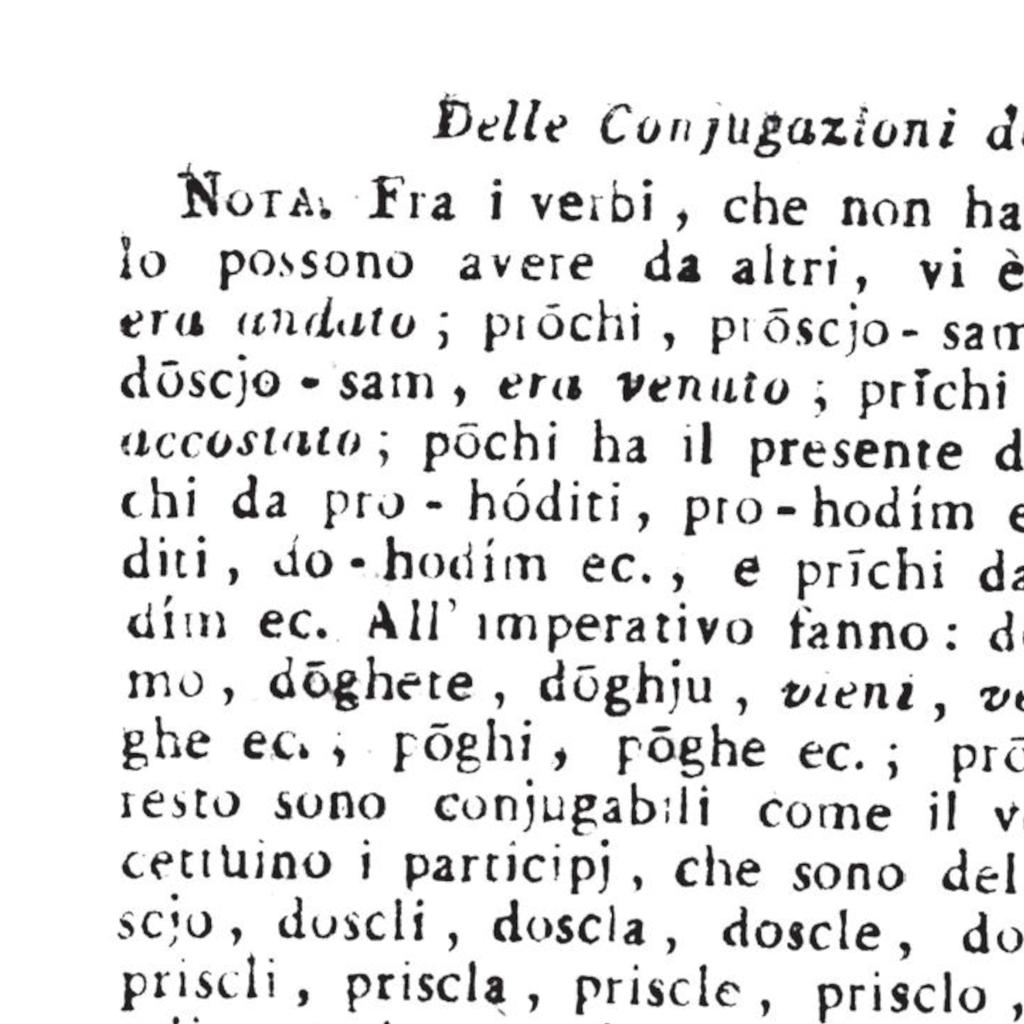 Delle Conjugazioni
NOTA. Fra i verbi, che non ha
lo possono avere da altri, vi è
era andato; prōchi, prōscjo-sam
dōscjo-sam, era venuto; prīchi
accostato; pōchi ha il presente d
chi da pro-hóditi, pro-hodím e
diti, do-hodím ec., e prīchi da
dím ec. All' imperativo fanno: do
mo, dōghete, dōghju, vieni, ve
ghe ec.; pōghi, pōghe ec.; prō
resto sono conjugabili come il v
cettuino i participj, che sono del
scjo, doscli, doscla, doscle, do
priscli, priscla, priscle, prisclo,